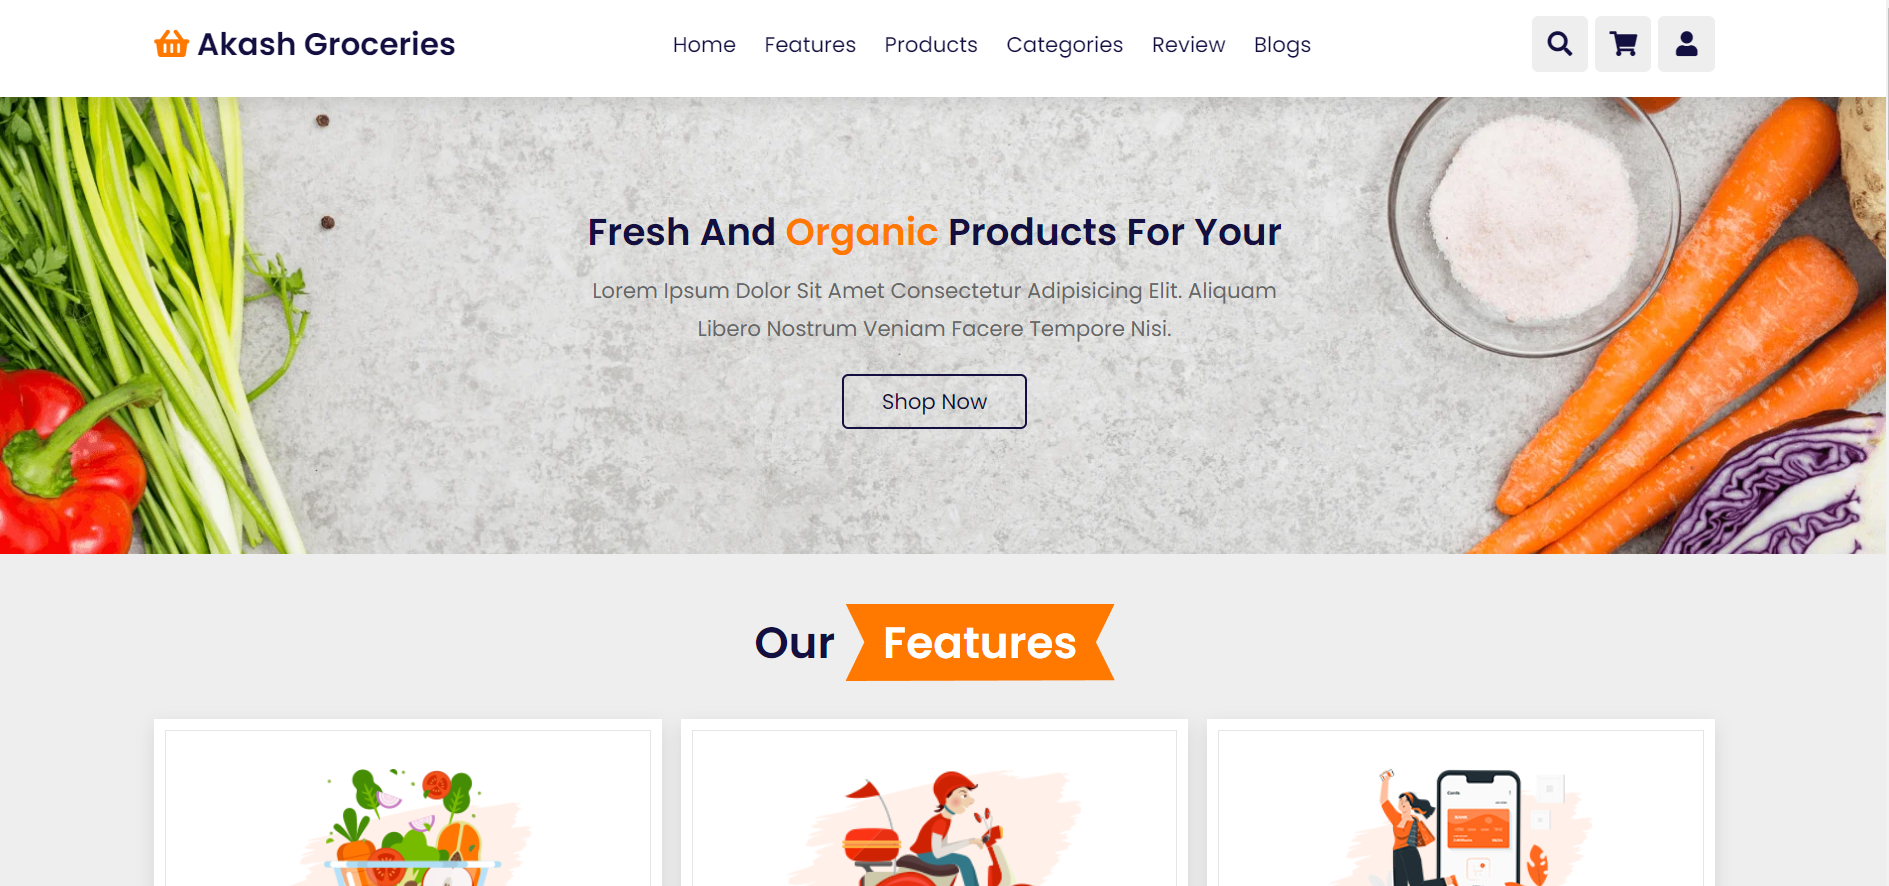 Akash Groceries
Home Features Products Categories Review Blogs
Fresh And Organic Products For Your
Lorem Ipsum Dolor Sit Amet Consectetur Adipisicing Elit. Aliquam
Libero Nostrum Veniam Facere Tempore Nisi.
Shop Now
Our Features
Cards